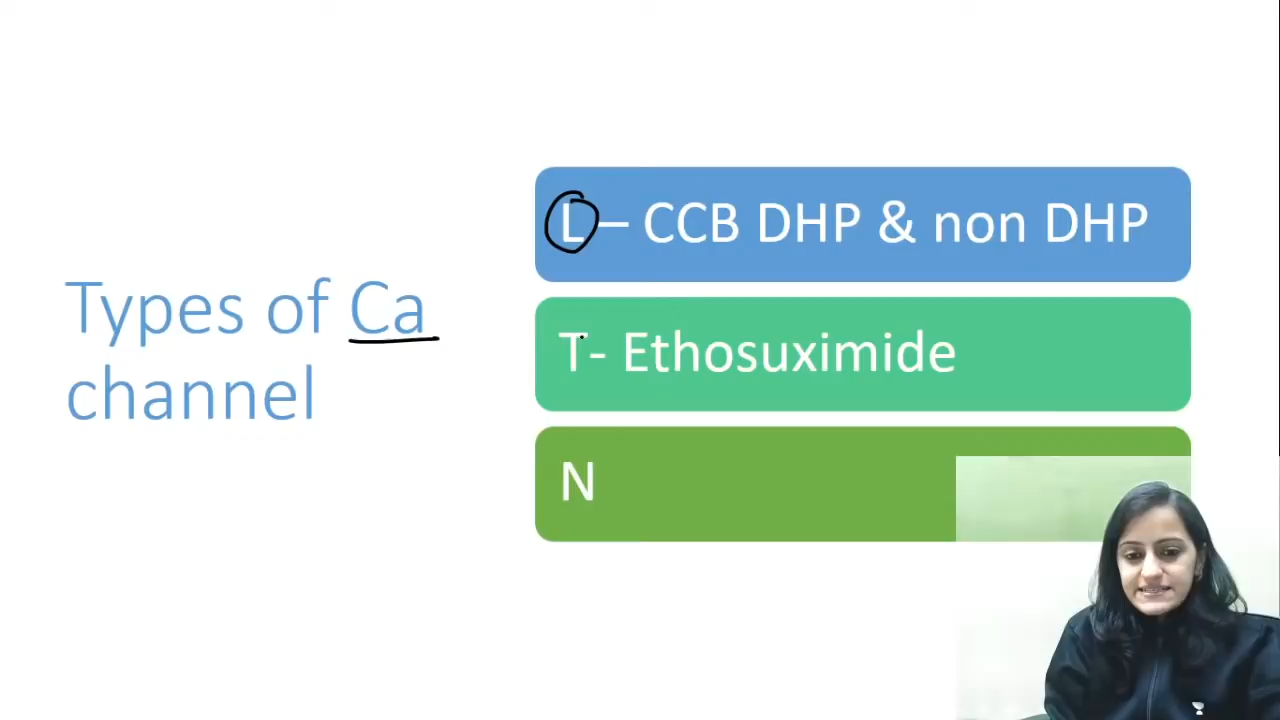 Types of Ca
channel
L – CCB DHP & non DHP
T- Ethosuximide
N